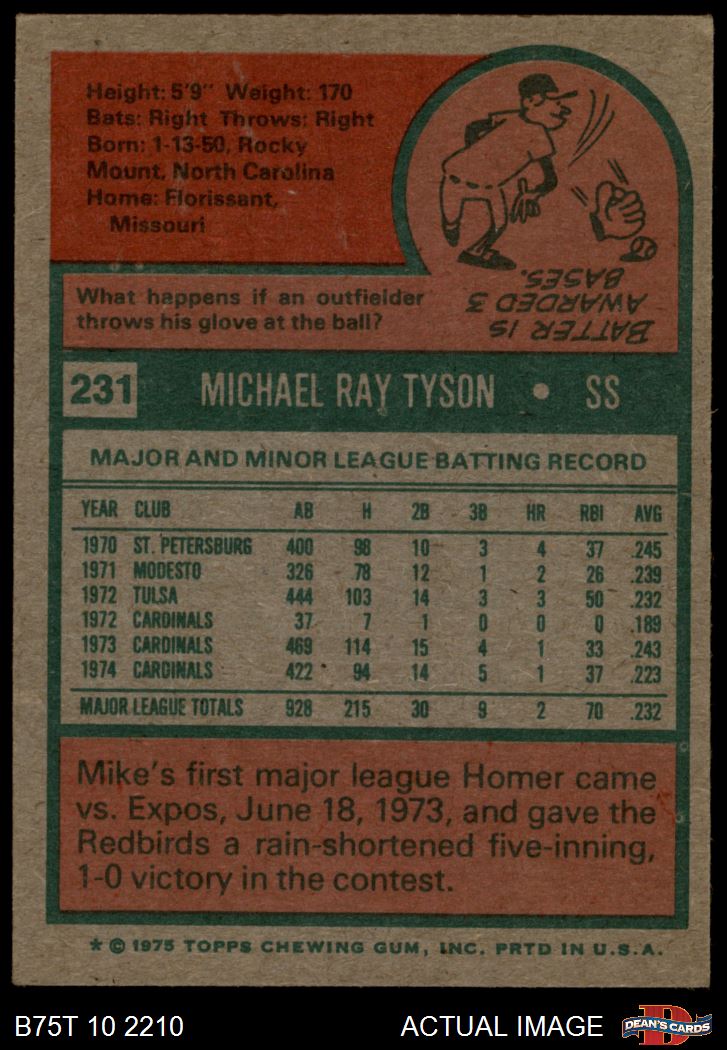 Height: 5'9" Weight: 170
Bats: Right Throws: Right
Born: 1-13-50, Rocky
Mount, North Carolina
Home: Florissant,
Missouri
What happens if an outfielder
throws his glove at the ball?
BATTER IS
AWARDED 3
BASES.
231 MICHAEL RAY TYSON • SS
MAJOR AND MINOR LEAGUE BATTING RECORD
YEAR CLUB AB H 2B 3B HR RBI AVG
1970 ST. PETERSBURG 400 98 10 3 4 37 .245
1971 MODESTO 326 78 12 1 2 26 .239
1972 TULSA 444 103 14 3 3 50 .232
1972 CARDINALS 37 7 1 0 0 0 .189
1973 CARDINALS 469 114 15 4 1 33 .243
1974 CARDINALS 422 94 14 5 1 37 .223
MAJOR LEAGUE TOTALS 928 215 30 9 2 70 .232
Mike's first major league Homer came
vs. Expos, June 18, 1973, and gave the
Redbirds a rain-shortened five-inning,
1-0 victory in the contest.
* © 1975 TOPPS CHEWING GUM, INC. PRTD IN U.S.A.
B75T 10 2210 ACTUAL IMAGE D DEAN'S CARDS